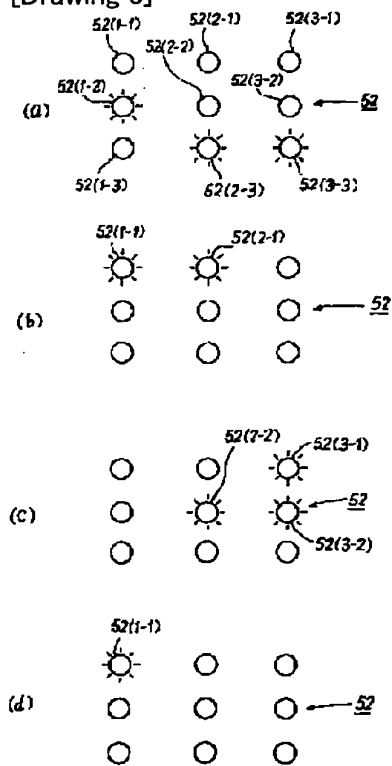 [Drawing 6]
52(1-1) 52(2-1) 52(3-1)
52(2-2)
52(1-2) 52(3-2)
(a) 52
52(1-3) 52(2-3) 52(3-3)
52(1-1) 52(2-1)
(b) 52
52(2-2) 52(3-1)
(c) 52
52(3-2)
52(1-1)
(d) 52